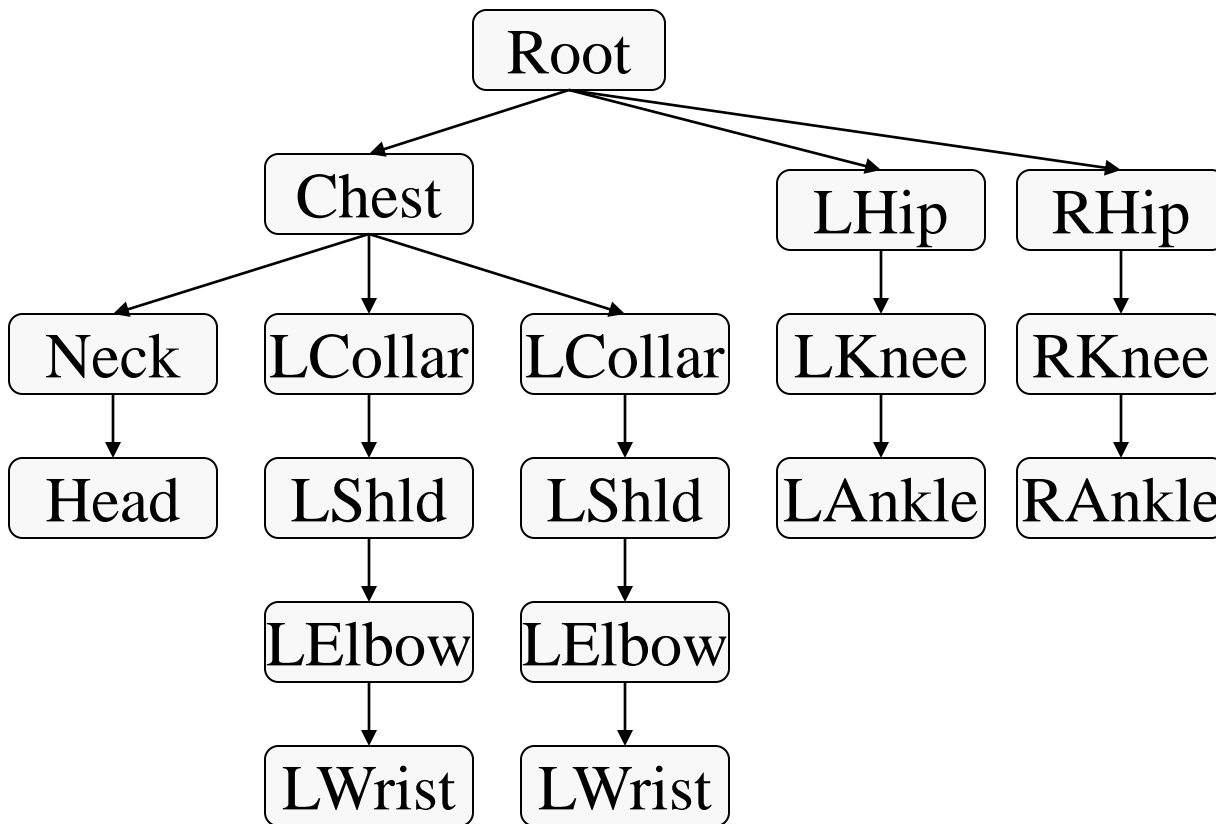 Root
Chest
LHip
RHip
Neck
LCollar
LCollar
LKnee
RKnee
Head
LShld
LShld
LAnkle
RAnkle
LElbow
LElbow
LWrist
LWrist